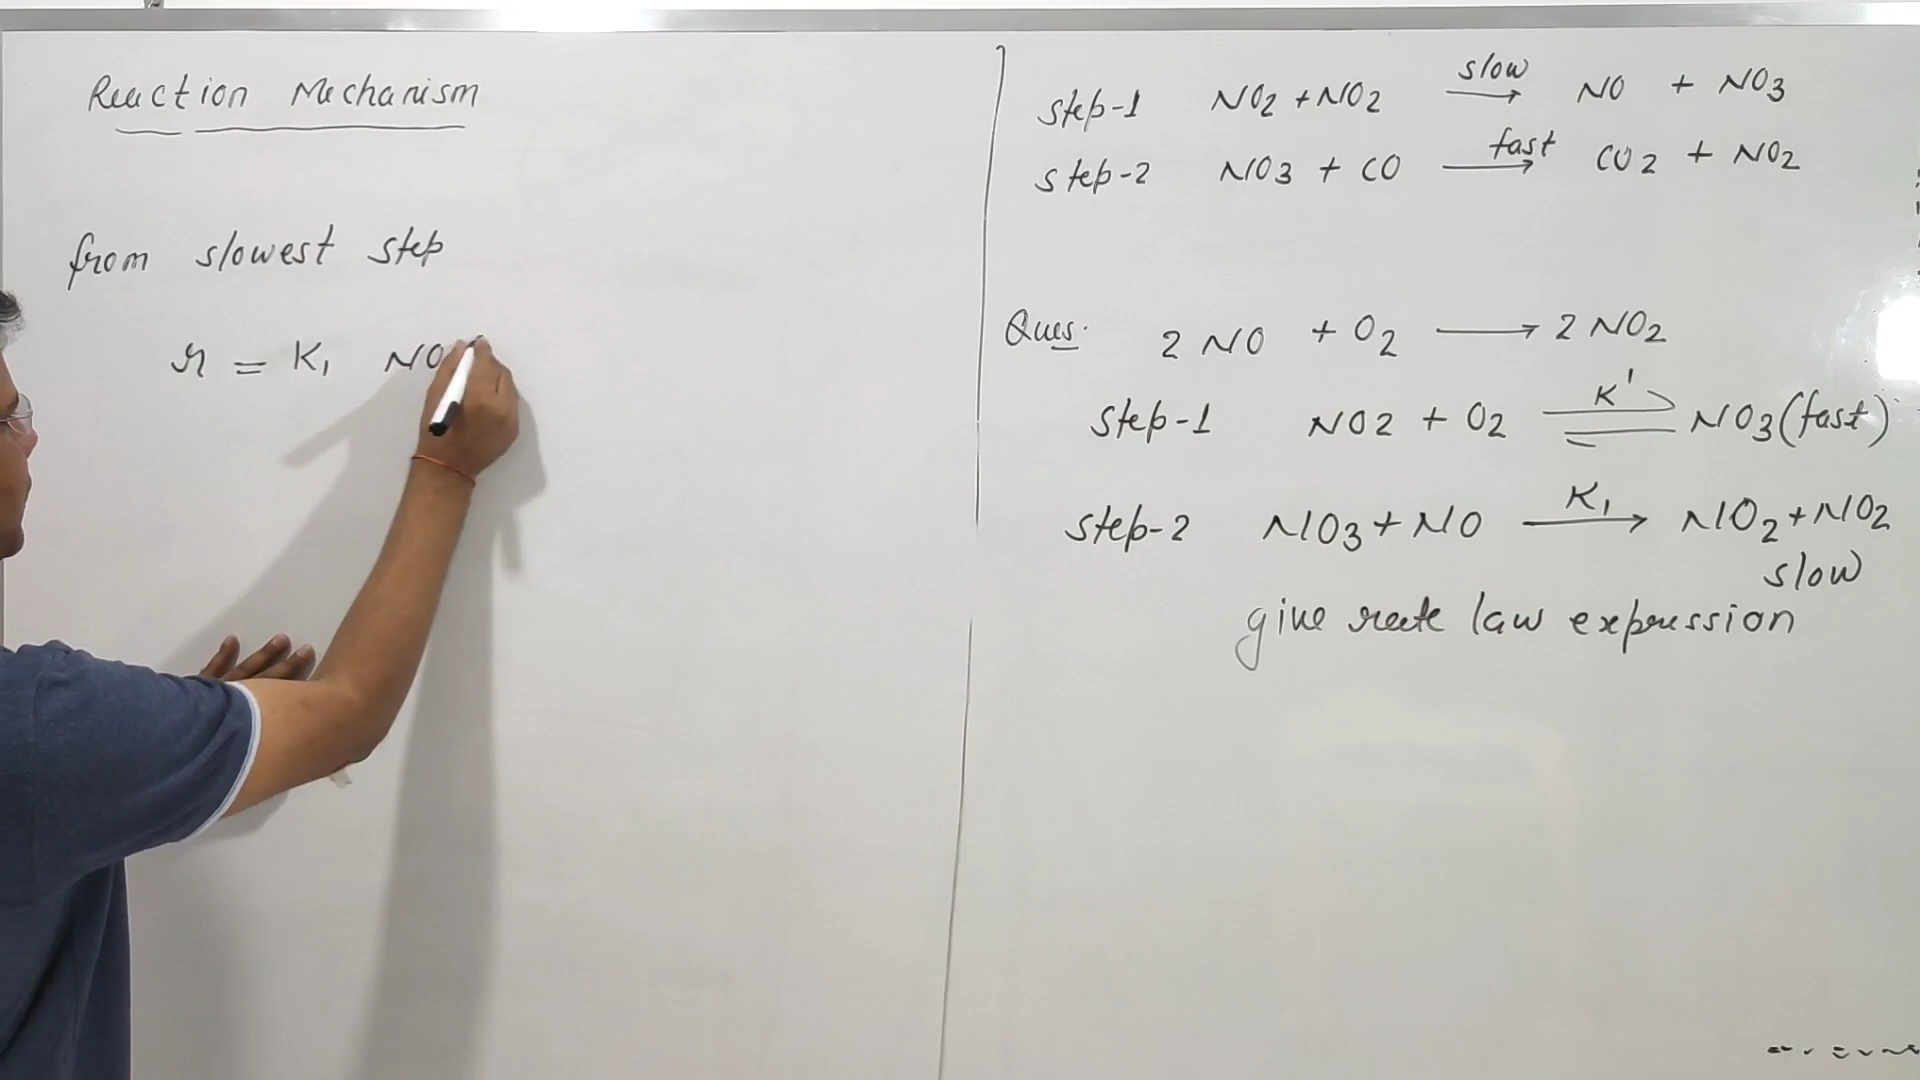 Reaction Mechanism
from slowest step
r = K₁ NO
step-1 NO₂ + NO₂ slow → NO + NO₃
step-2 NO₃ + CO fast → CO₂ + NO₂
Ques. 2 NO + O₂ → 2 NO₂
step-1 NO2 + O₂ K' ⇌ NO₃ (fast)
step-2 NO₃ + NO K₁ → NO₂ + NO₂
slow
give rate law expression